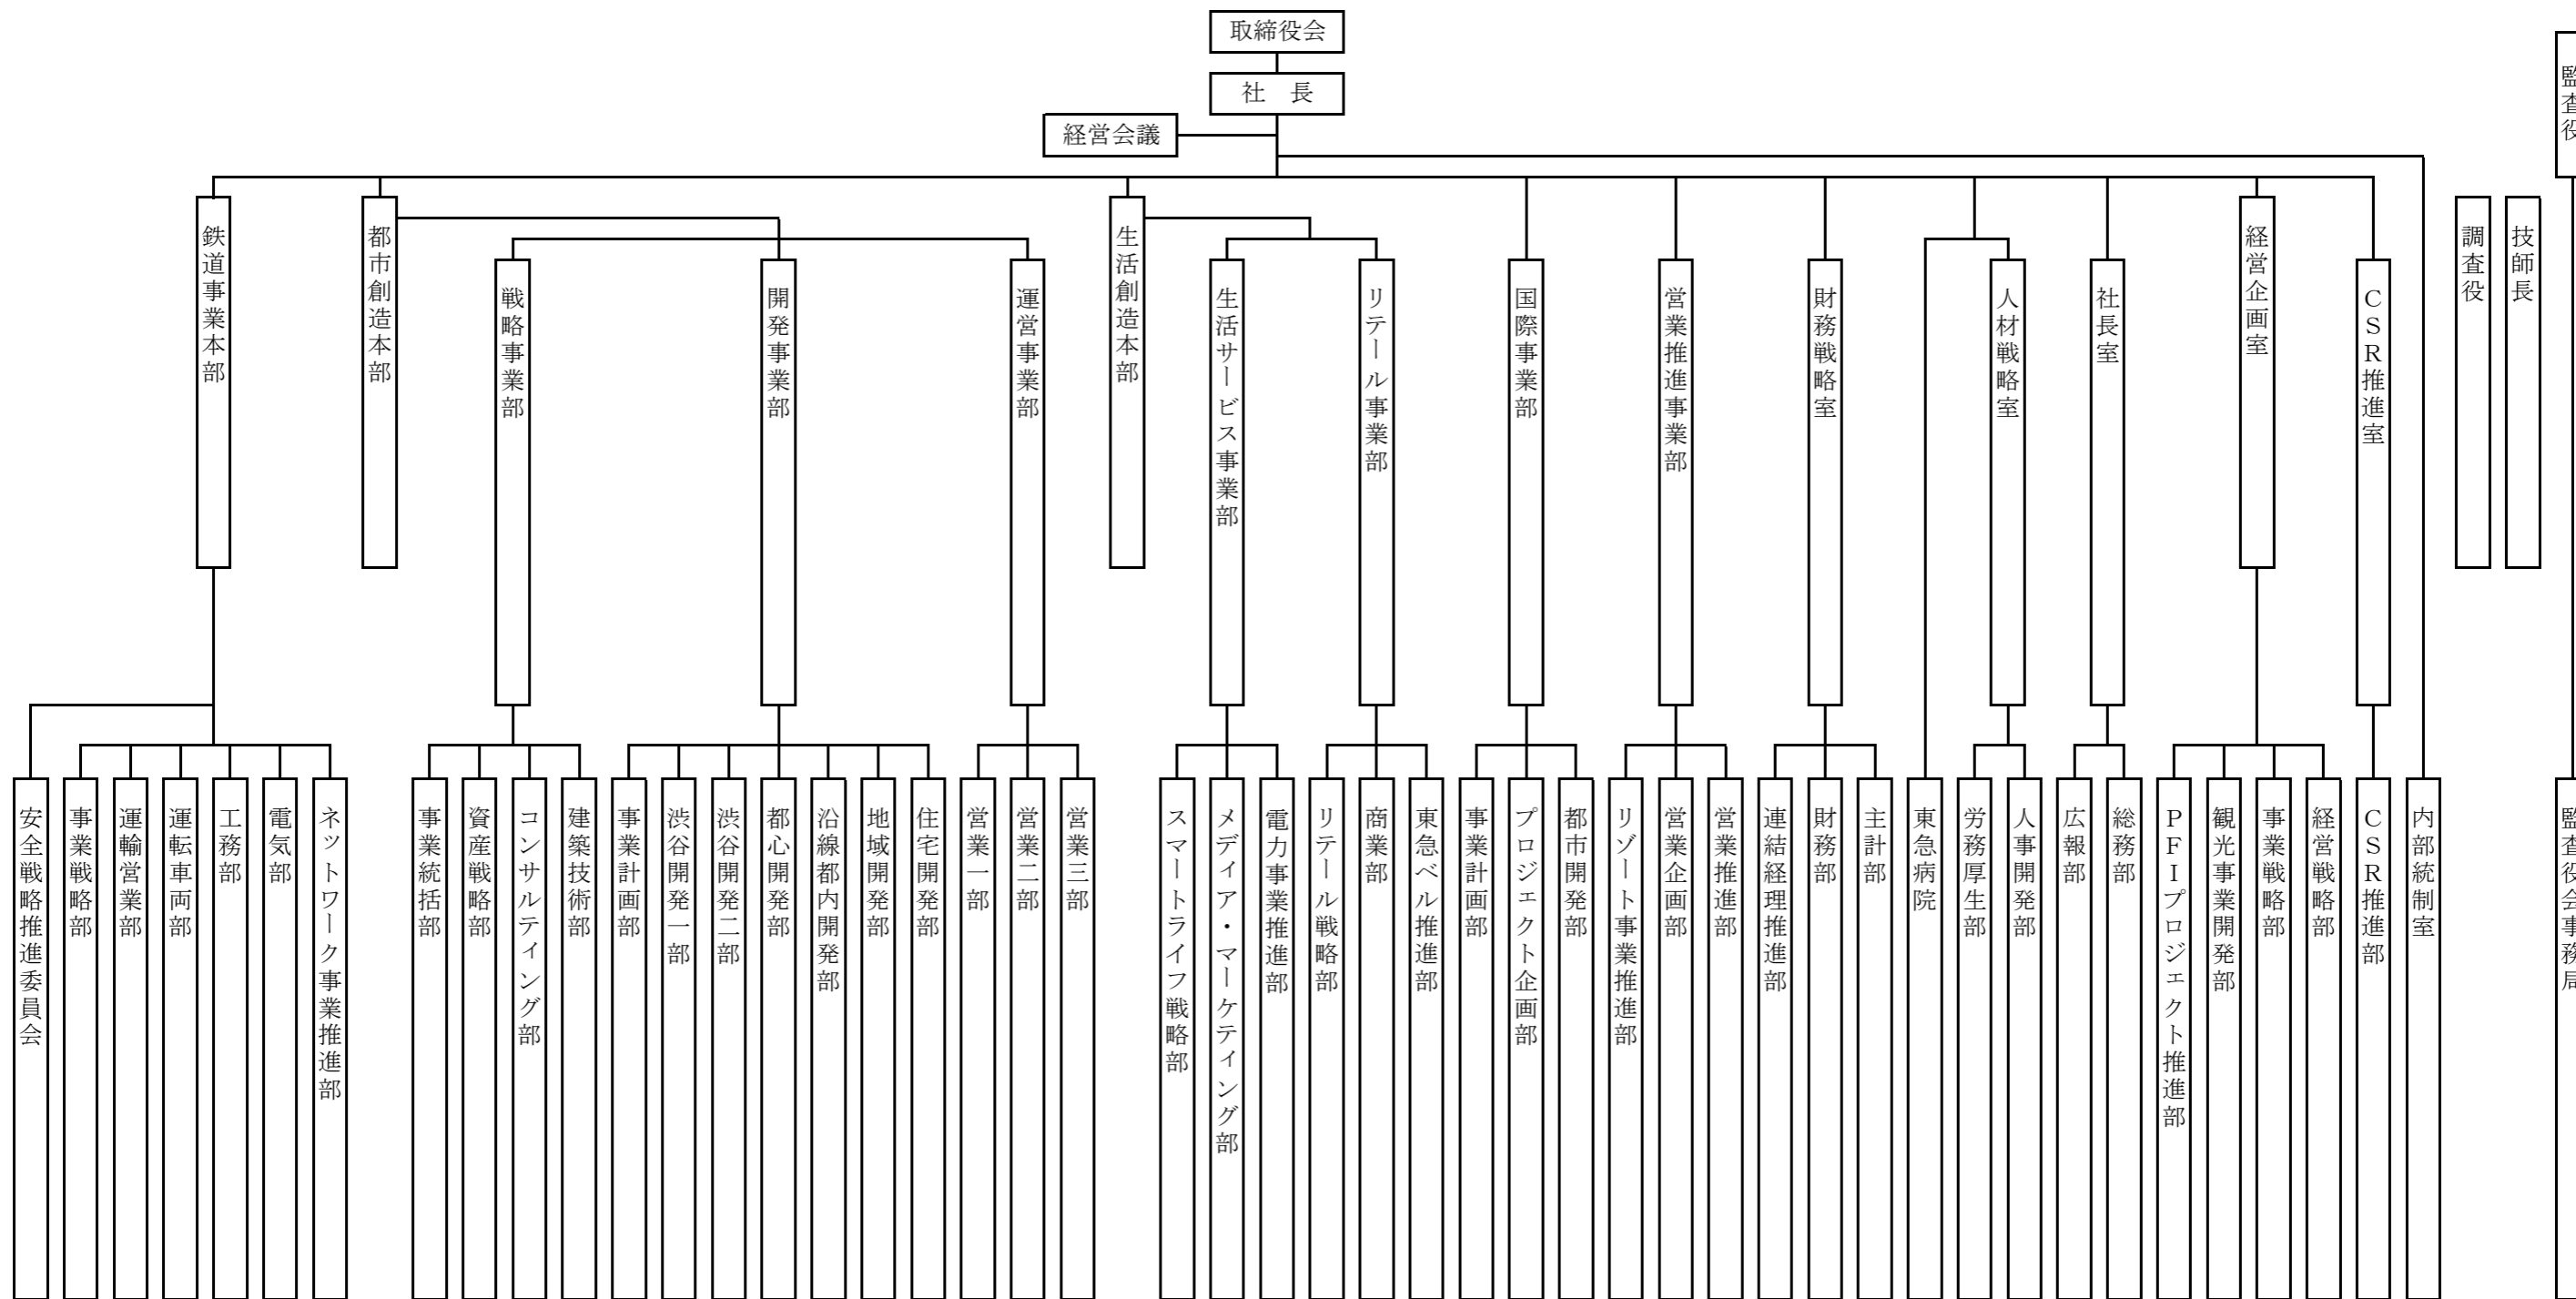 取締役会
社　長
経営会議
監査役
鉄道事業本部
都市創造本部
戦略事業部
開発事業部
運営事業部
生活創造本部
生活サービス事業部
リテール事業部
国際事業部
営業推進事業部
財務戦略室
人材戦略室
社長室
経営企画室
CSR推進室
調査役
技師長
安全戦略推進委員会
事業戦略部
運輸営業部
運転車両部
工務部
電気部
ネットワーク事業推進部
事業統括部
資産戦略部
コンサルティング部
建築技術部
事業計画部
渋谷開発一部
渋谷開発二部
都心開発部
沿線都内開発部
地域開発部
住宅開発部
営業一部
営業二部
営業三部
スマートライフ戦略部
メディア・マーケティング部
電力事業推進部
リテール戦略部
商業部
東急ベル推進部
事業計画部
プロジェクト企画部
都市開発部
リゾート事業推進部
営業企画部
営業推進部
連結経理推進部
財務部
主計部
東急病院
労務厚生部
人事開発部
広報部
総務部
PFIプロジェクト推進部
観光事業開発部
事業戦略部
経営戦略部
CSR推進部
内部統制室
監査役会事務局